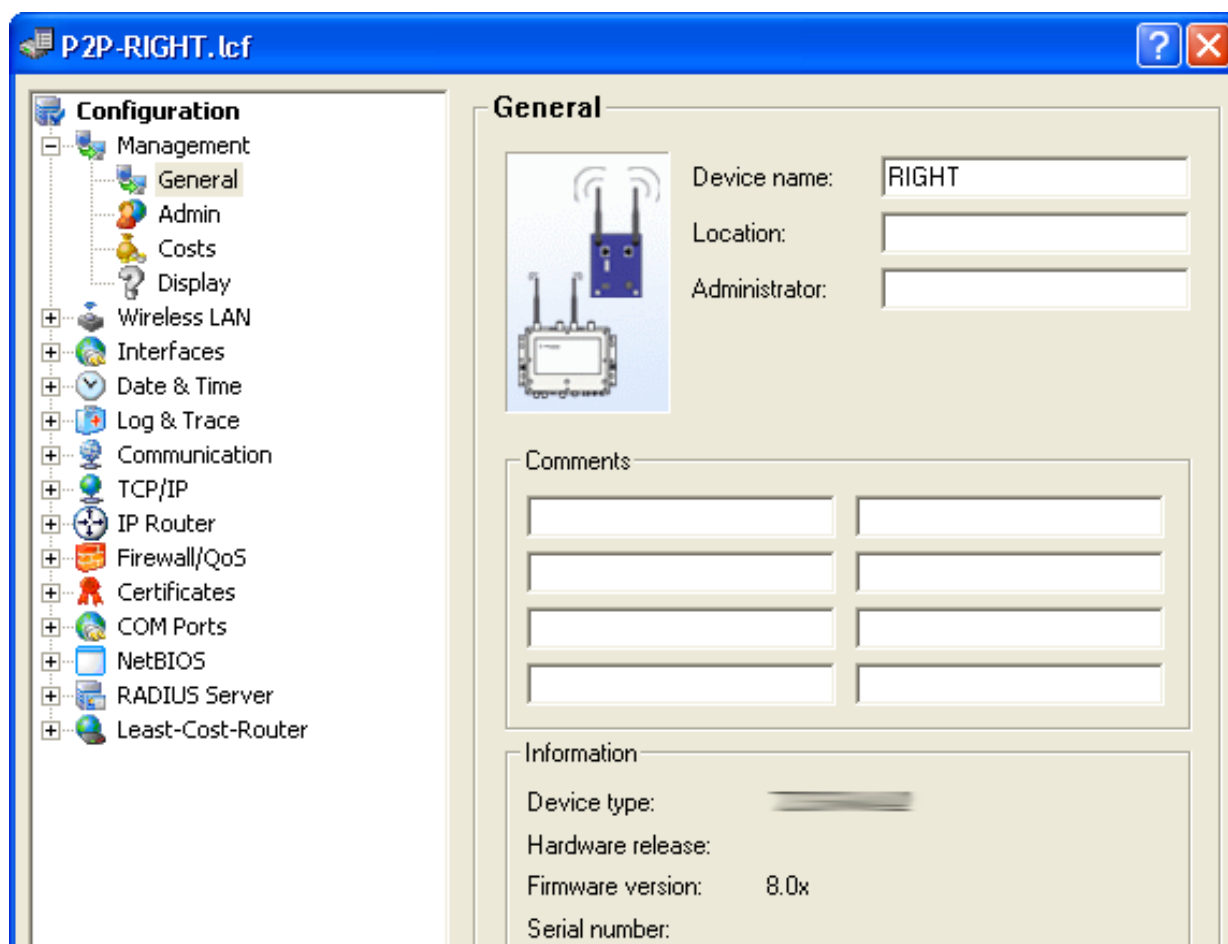 P2P-RIGHT.lcf
Configuration
Management
General
Admin
Costs
Display
Wireless LAN
Interfaces
Date & Time
Log & Trace
Communication
TCP/IP
IP Router
Firewall/QoS
Certificates
COM Ports
NetBIOS
RADIUS Server
Least-Cost-Router
General
Device name: RIGHT
Location:
Administrator:
Comments
Information
Device type:
Hardware release:
Firmware version: 8.0x
Serial number: